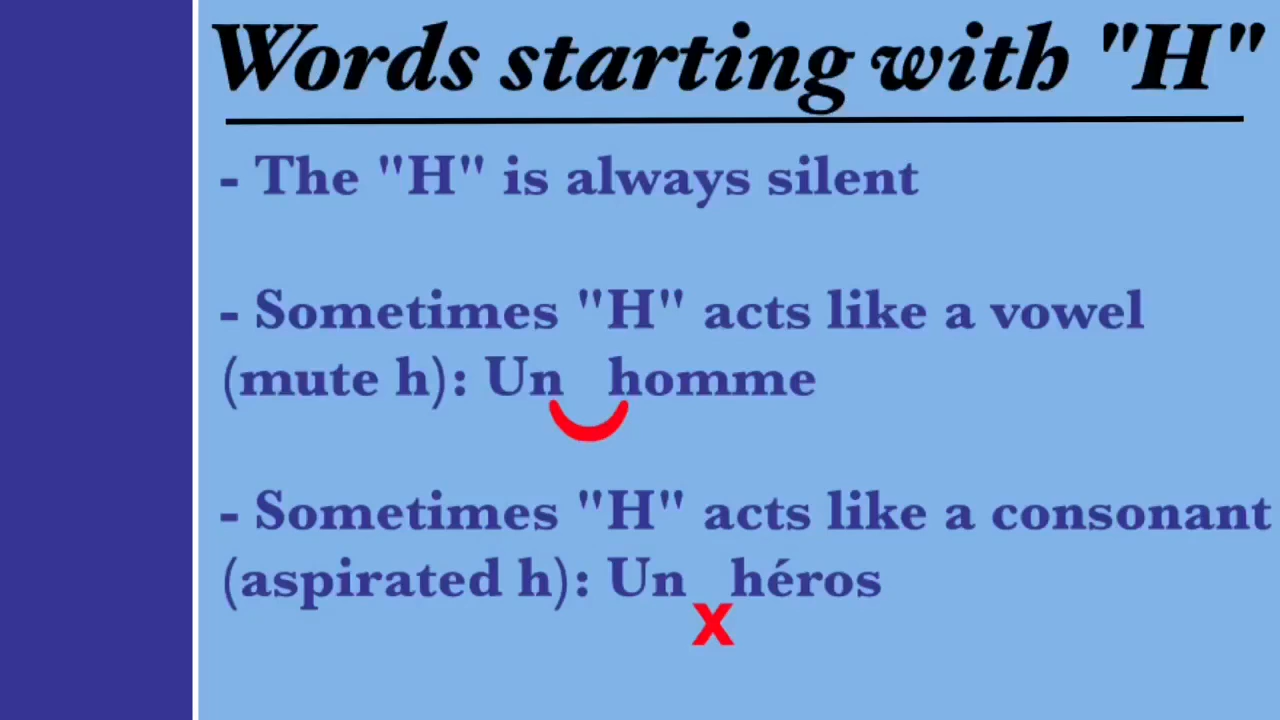 Words starting with "H"
- The "H" is always silent
- Sometimes "H" acts like a vowel
(mute h): Un homme
- Sometimes "H" acts like a consonant
(aspirated h): Un héros
x